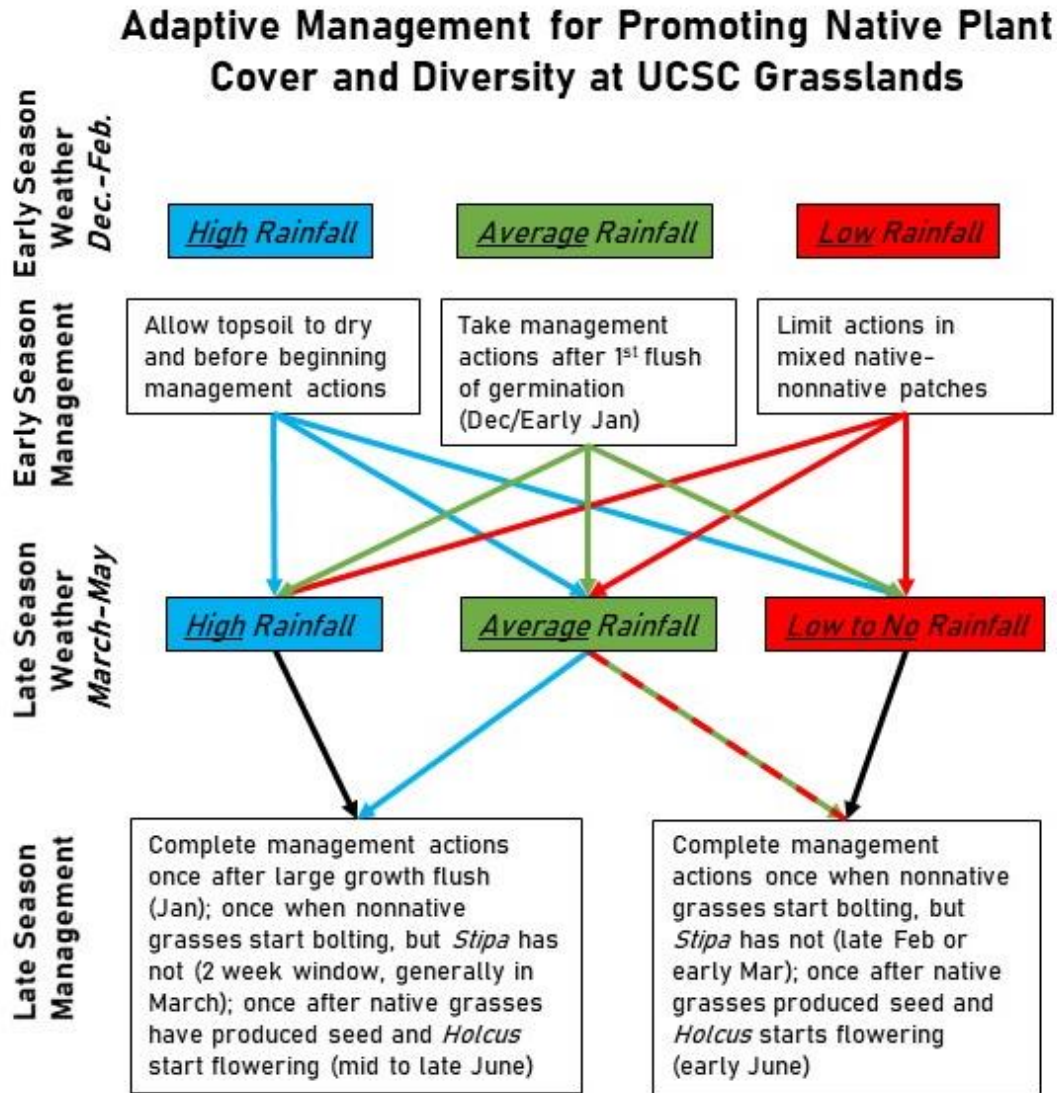 Adaptive Management for Promoting Native Plant
Cover and Diversity at UCSC Grasslands
Early Season
Weather
Dec.-Feb.
High Rainfall
Average Rainfall
Low Rainfall
Early Season
Management
Allow topsoil to dry
and before beginning
management actions
Take management
actions after 1st flush
of germination
(Dec/Early Jan)
Limit actions in
mixed native-
nonnative patches
Late Season
Weather
March-May
High Rainfall
Average Rainfall
Low to No Rainfall
Late Season
Management
Complete management actions
once after large growth flush
(Jan); once when nonnative
grasses start bolting, but Stipa has
not (2 week window, generally in
March); once after native grasses
have produced seed and Holcus
start flowering (mid to late June)
Complete management
actions once when nonnative
grasses start bolting, but
Stipa has not (late Feb or
early Mar); once after native
grasses produced seed and
Holcus starts flowering
(early June)